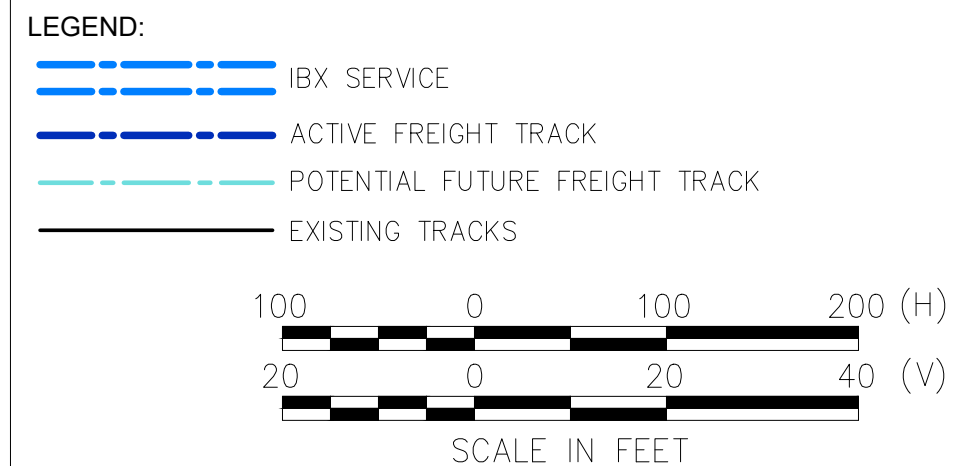 LEGEND:
IBX SERVICE
ACTIVE FREIGHT TRACK
POTENTIAL FUTURE FREIGHT TRACK
EXISTING TRACKS
100 0 100 200 (H)
20 0 20 40 (V)
SCALE IN FEET